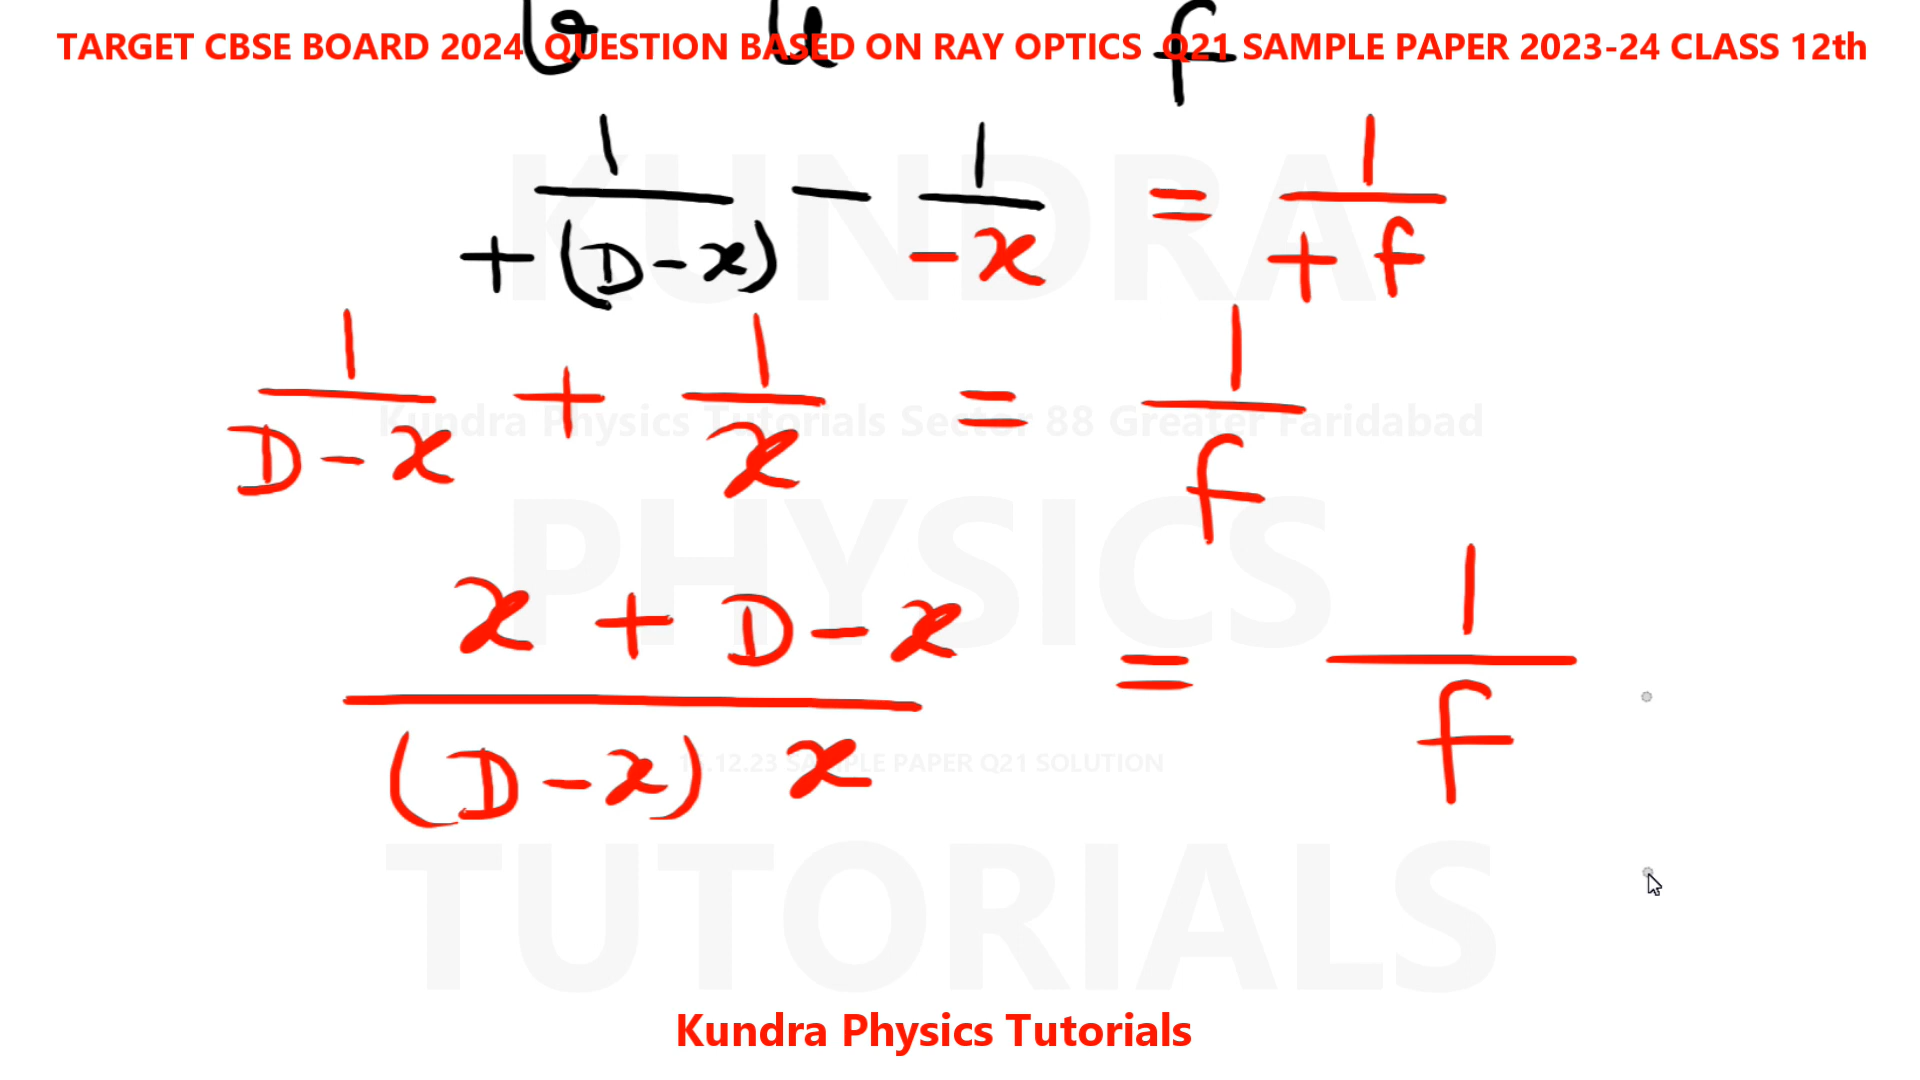 v u f
TARGET CBSE BOARD 2024 QUESTION BASED ON RAY OPTICS Q21 SAMPLE PAPER 2023-24 CLASS 12th
1/+(D-x) - 1/-x = 1/+f
1/D-x + 1/x = 1/f
x + D-x/(D-x) x = 1/f
KUNDRA
Kundra Physics Tutorials Sector 88 Greater Faridabad
PHYSICS
.12.23 SAMPLE PAPER Q21 SOLUTION
TUTORIALS
Kundra Physics Tutorials